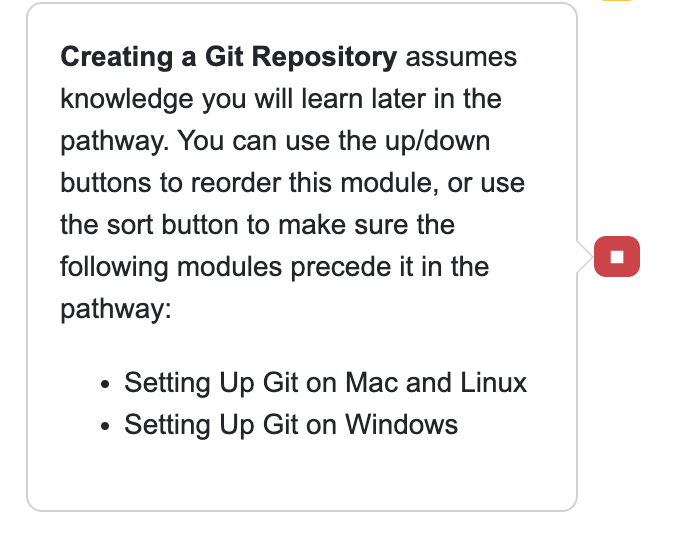 Creating a Git Repository assumes
knowledge you will learn later in the
pathway. You can use the up/down
buttons to reorder this module, or use
the sort button to make sure the
following modules precede it in the
pathway:
• Setting Up Git on Mac and Linux
• Setting Up Git on Windows